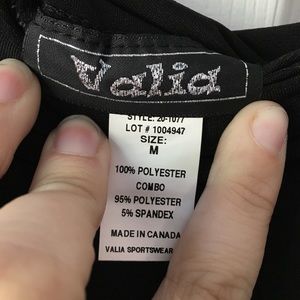 Valia
STYLE: 20-1077
LOT # 1004947
SIZE:
M
100% POLYESTER
COMBO
95% POLYESTER
5% SPANDEX
MADE IN CANADA
VALIA SPORTSWEAR